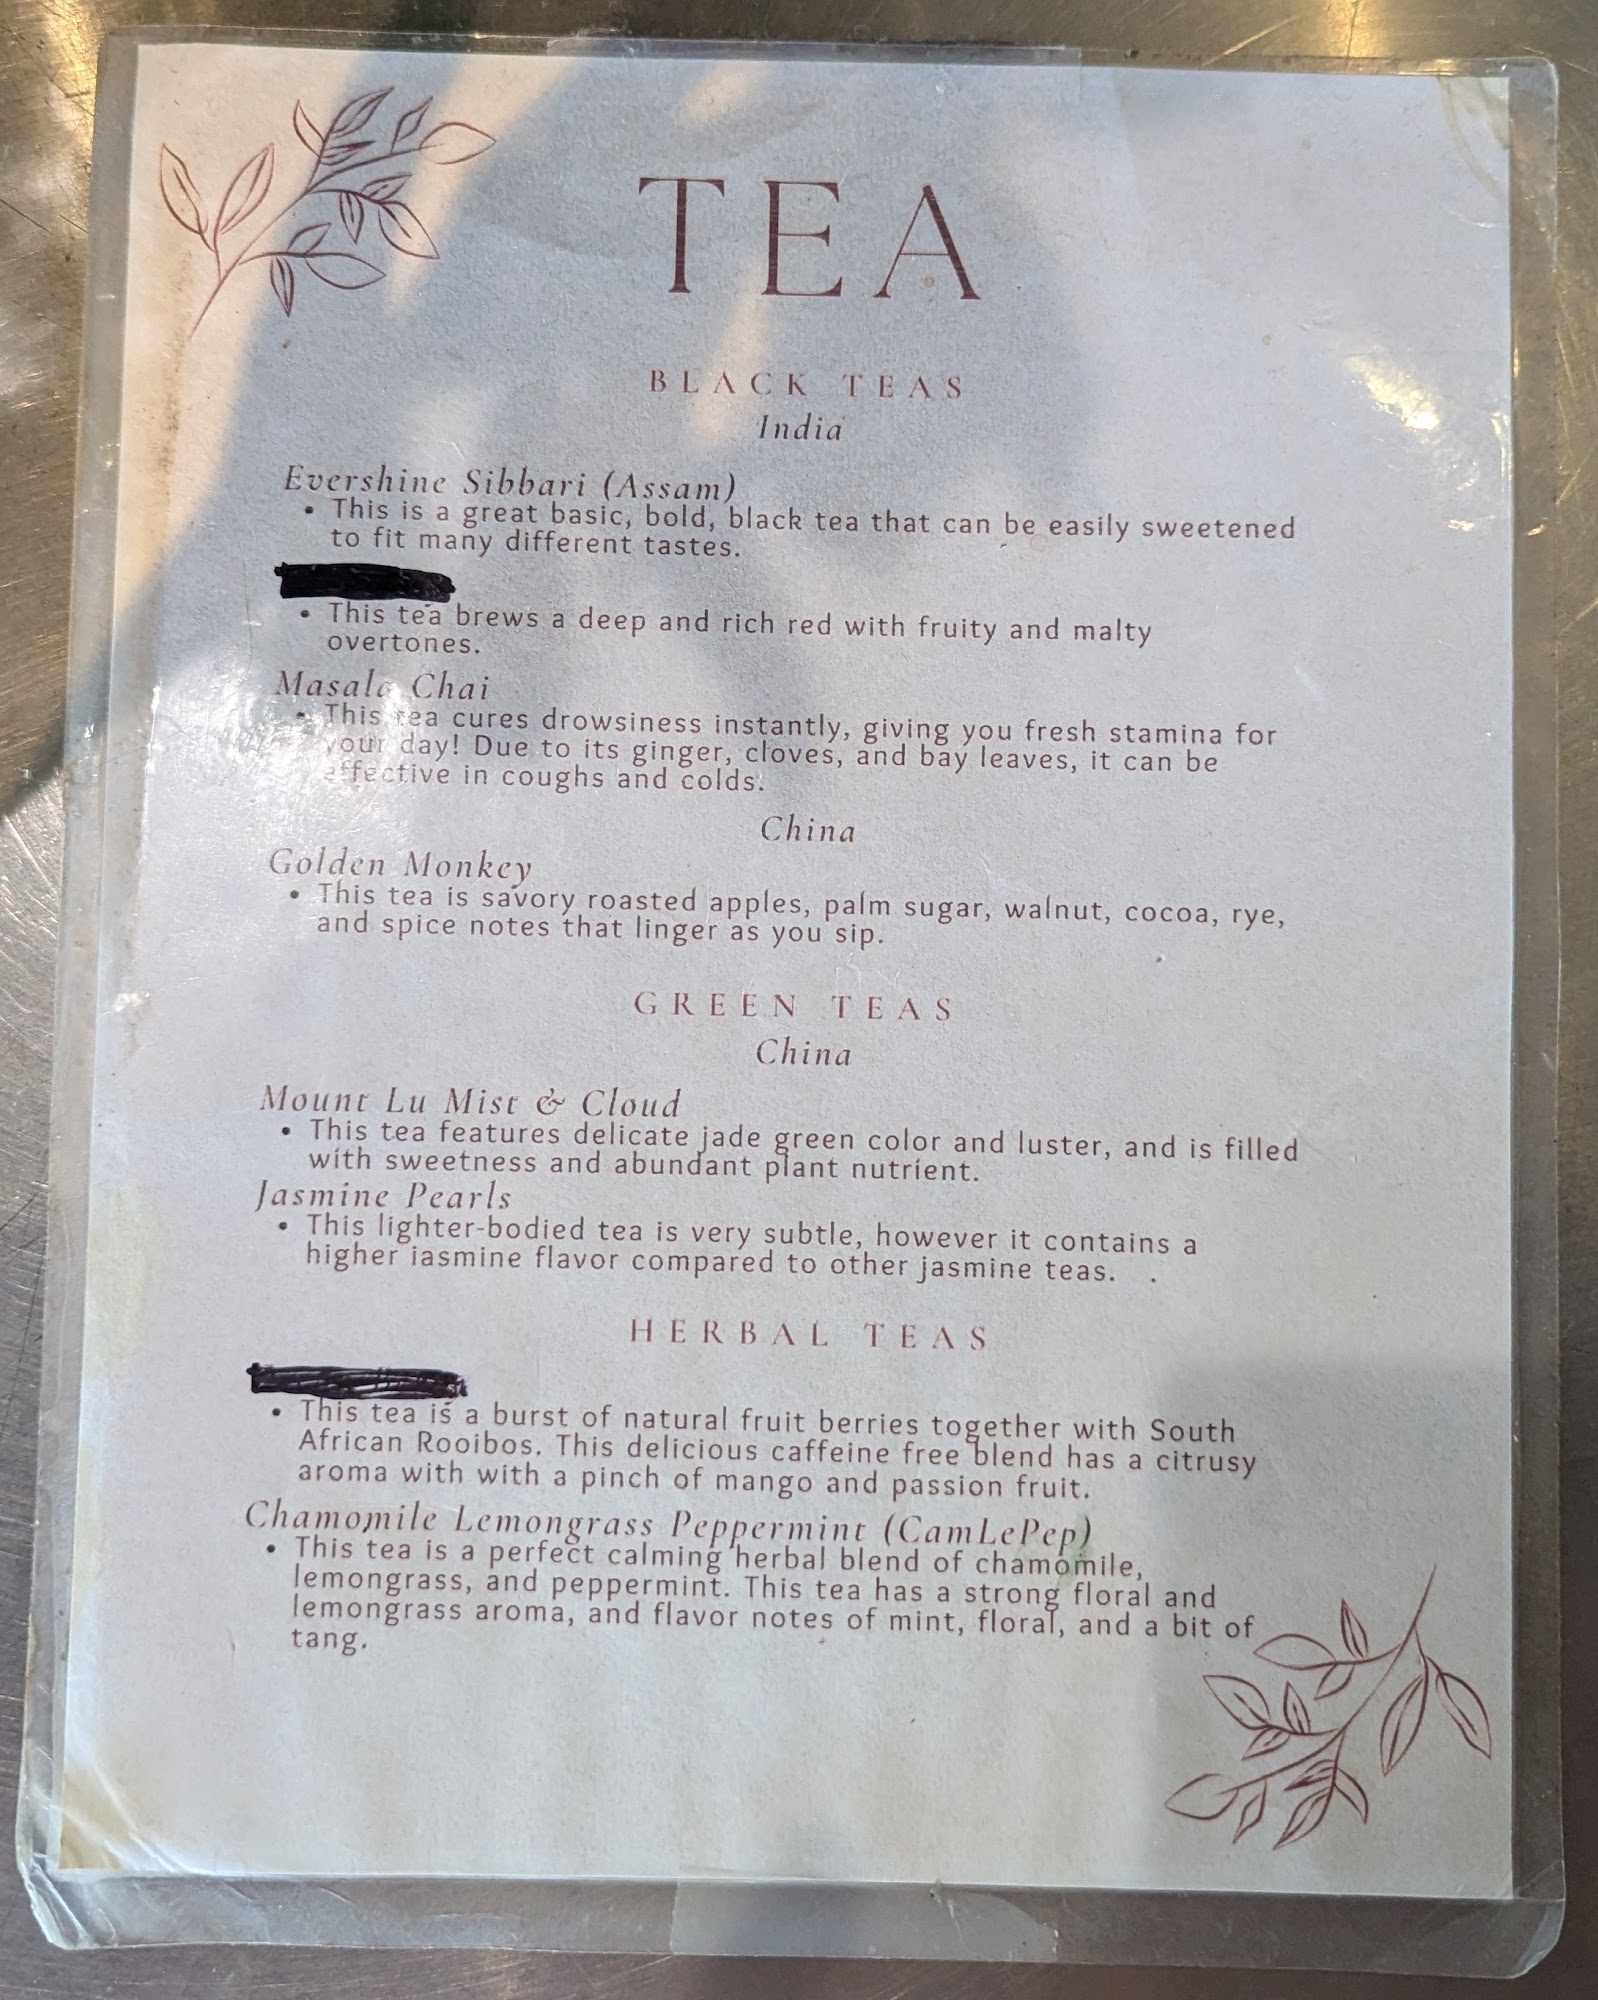 TEA
BLACK TEAS
India
Evershine Sibbari (Assam)
• This is a great basic, bold, black tea that can be easily sweetened
to fit many different tastes.
• This tea brews a deep and rich red with fruity and malty
overtones.
Masala Chai
• This tea cures drowsiness instantly, giving you fresh stamina for
your day! Due to its ginger, cloves, and bay leaves, it can be
effective in coughs and colds.
China
Golden Monkey
• This tea is savory roasted apples, palm sugar, walnut, cocoa, rye,
and spice notes that linger as you sip.
GREEN TEAS
China
Mount Lu Mist & Cloud
• This tea features delicate jade green color and luster, and is filled
with sweetness and abundant plant nutrient.
Jasmine Pearls
• This lighter-bodied tea is very subtle, however it contains a
higher jasmine flavor compared to other jasmine teas. .
HERBAL TEAS
• This tea is a burst of natural fruit berries together with South
African Rooibos. This delicious caffeine free blend has a citrusy
aroma with with a pinch of mango and passion fruit.
Chamomile Lemongrass Peppermint (CamLePep)
• This tea is a perfect calming herbal blend of chamomile,
lemongrass, and peppermint. This tea has a strong floral and
lemongrass aroma, and flavor notes of mint, floral, and a bit of
tang.